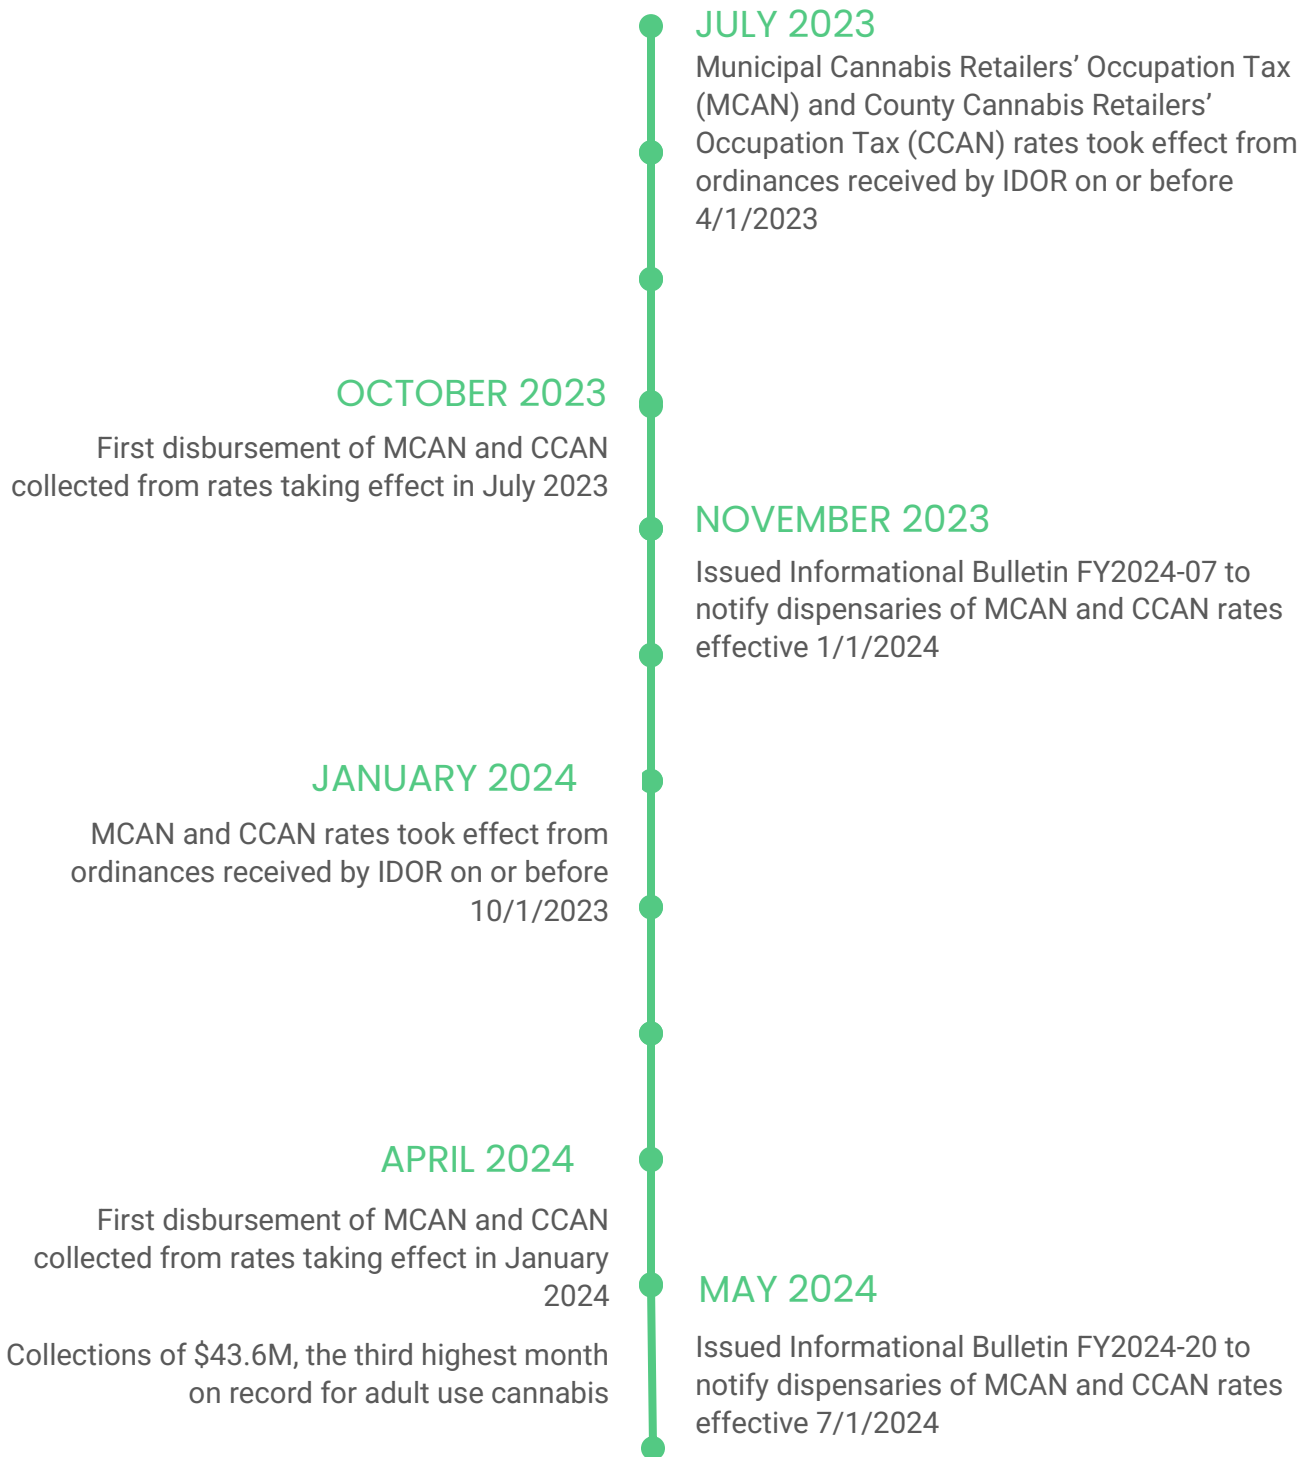 JULY 2023
Municipal Cannabis Retailers’ Occupation Tax
(MCAN) and County Cannabis Retailers’
Occupation Tax (CCAN) rates took effect from
ordinances received by IDOR on or before
4/1/2023
OCTOBER 2023
First disbursement of MCAN and CCAN
collected from rates taking effect in July 2023
NOVEMBER 2023
Issued Informational Bulletin FY2024-07 to
notify dispensaries of MCAN and CCAN rates
effective 1/1/2024
JANUARY 2024
MCAN and CCAN rates took effect from
ordinances received by IDOR on or before
10/1/2023
APRIL 2024
First disbursement of MCAN and CCAN
collected from rates taking effect in January
2024
Collections of $43.6M, the third highest month
on record for adult use cannabis
MAY 2024
Issued Informational Bulletin FY2024-20 to
notify dispensaries of MCAN and CCAN rates
effective 7/1/2024